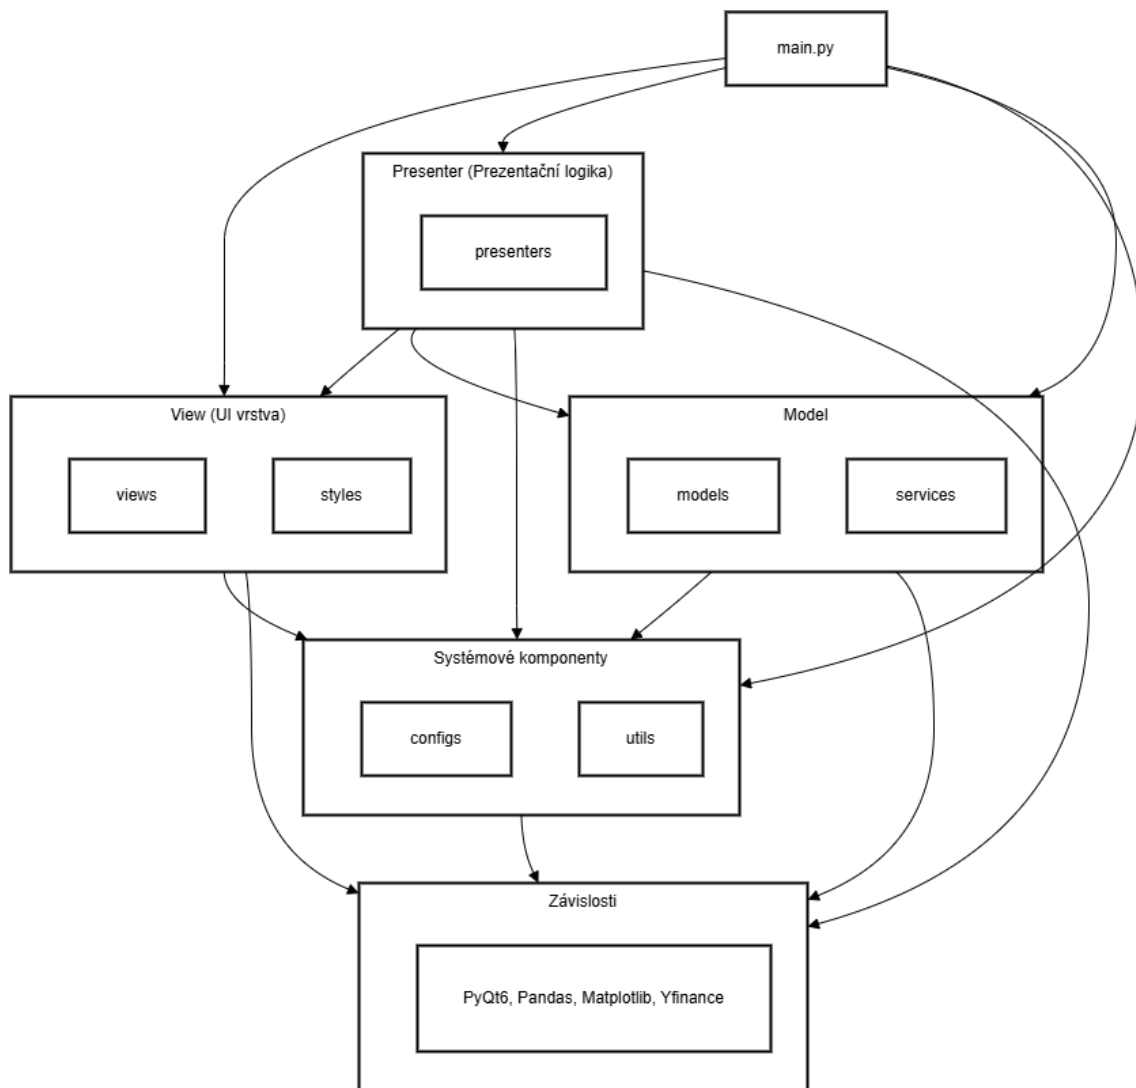 main.py
Presenter (Prezentační logika)
presenters
View (UI vrstva)
views
styles
Model
models
services
Systémové komponenty
configs
utils
Závislosti
PyQt6, Pandas, Matplotlib, Yfinance